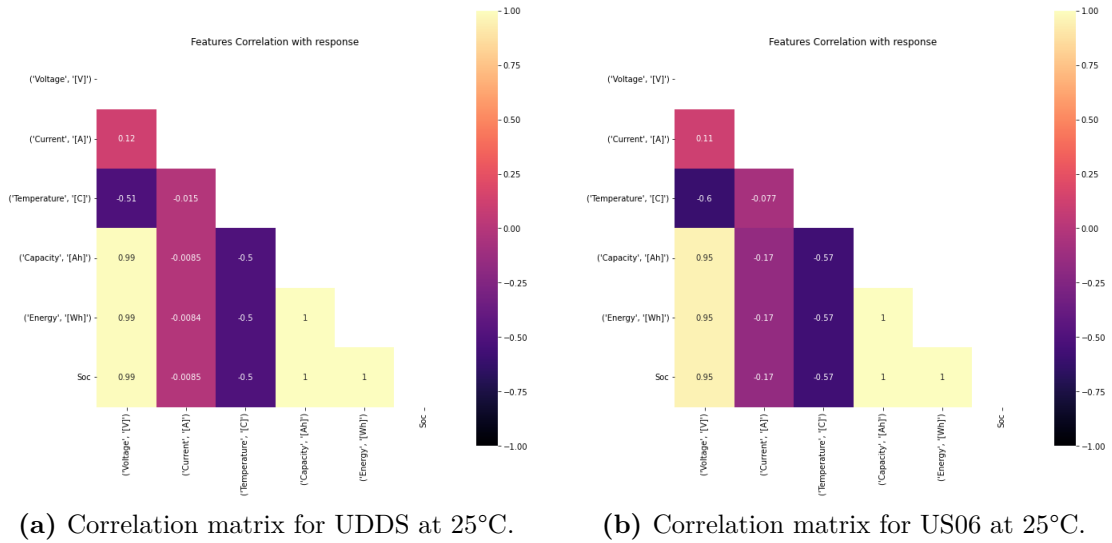 Features Correlation with response
('Voltage', '[V]')
('Current', '[A]') 0.12
('Temperature', '[C]') -0.51 -0.015
('Capacity', '[Ah]') 0.99 -0.0085 -0.5
('Energy', '[Wh]') 0.99 -0.0084 -0.5 1
Soc 0.99 -0.0085 -0.5 1 1
('Voltage', '[V]')
('Current', '[A]')
('Temperature', '[C]')
('Capacity', '[Ah]')
('Energy', '[Wh]')
Soc
1.00
0.75
0.50
0.25
0.00
-0.25
-0.50
-0.75
-1.00
(a) Correlation matrix for UDDS at 25°C.
Features Correlation with response
('Voltage', '[V]')
('Current', '[A]') 0.11
('Temperature', '[C]') -0.6 -0.077
('Capacity', '[Ah]') 0.95 -0.17 -0.57
('Energy', '[Wh]') 0.95 -0.17 -0.57 1
Soc 0.95 -0.17 -0.57 1 1
('Voltage', '[V]')
('Current', '[A]')
('Temperature', '[C]')
('Capacity', '[Ah]')
('Energy', '[Wh]')
Soc
1.00
0.75
0.50
0.25
0.00
-0.25
-0.50
-0.75
-1.00
(b) Correlation matrix for US06 at 25°C.